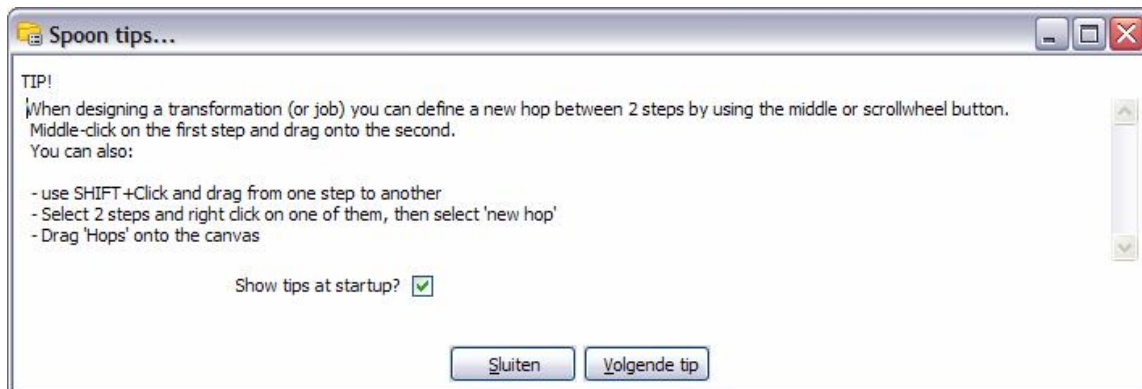 Spoon tips...
TIP!
When designing a transformation (or job) you can define a new hop between 2 steps by using the middle or scrollwheel button.
Middle-click on the first step and drag onto the second.
You can also:
- use SHIFT+Click and drag from one step to another
- Select 2 steps and right click on one of them, then select 'new hop'
- Drag 'Hops' onto the canvas
Show tips at startup?
Sluiten Volgende tip